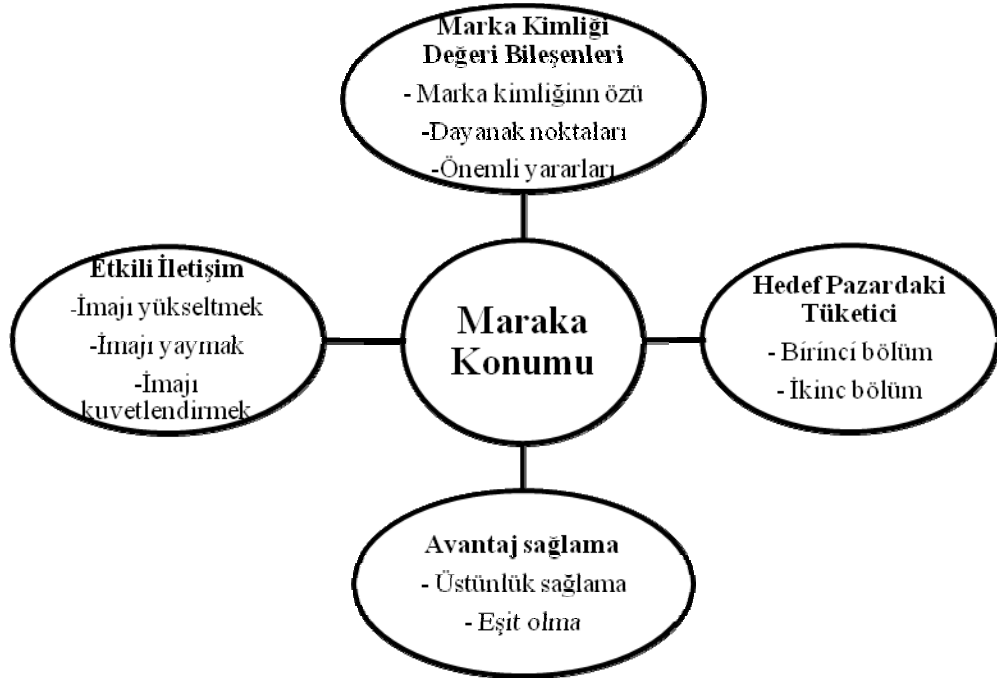 Marka Kimliği
Değeri Bileşenleri
- Marka kimliğinn özü
-Dayanak noktaları
-Önemli yararları
Etkili İletişim
-İmajı yükseltmek
-İmajı yaymak
-İmajı
kuvetlendirmek
Maraka
Konumu
Hedef Pazardaki
Tüketici
- Birinci bölüm
- İkinc bölüm
Avantaj sağlama
- Üstünlük sağlama
- Eşit olma